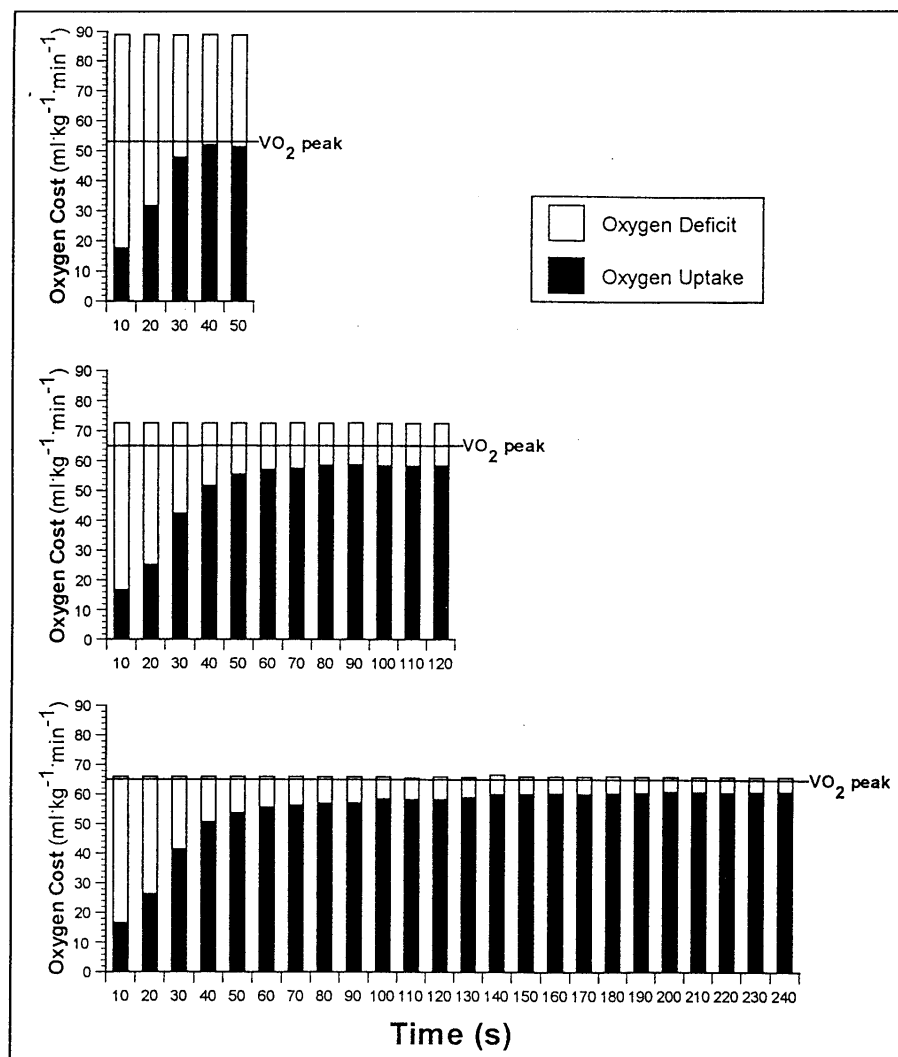 90
80
70
60
50
40
30
20
10
0
Oxygen Cost (ml·kg⁻¹·min⁻¹)
VO₂ peak
10 20 30 40 50
Oxygen Deficit
Oxygen Uptake
90
80
70
60
50
40
30
20
10
0
Oxygen Cost (ml·kg⁻¹·min⁻¹)
VO₂ peak
10 20 30 40 50 60 70 80 90 100 110 120
90
80
70
60
50
40
30
20
10
0
Oxygen Cost (ml·kg⁻¹·min⁻¹)
VO₂ peak
10 20 30 40 50 60 70 80 90 100 110 120 130 140 150 160 170 180 190 200 210 220 230 240
Time (s)